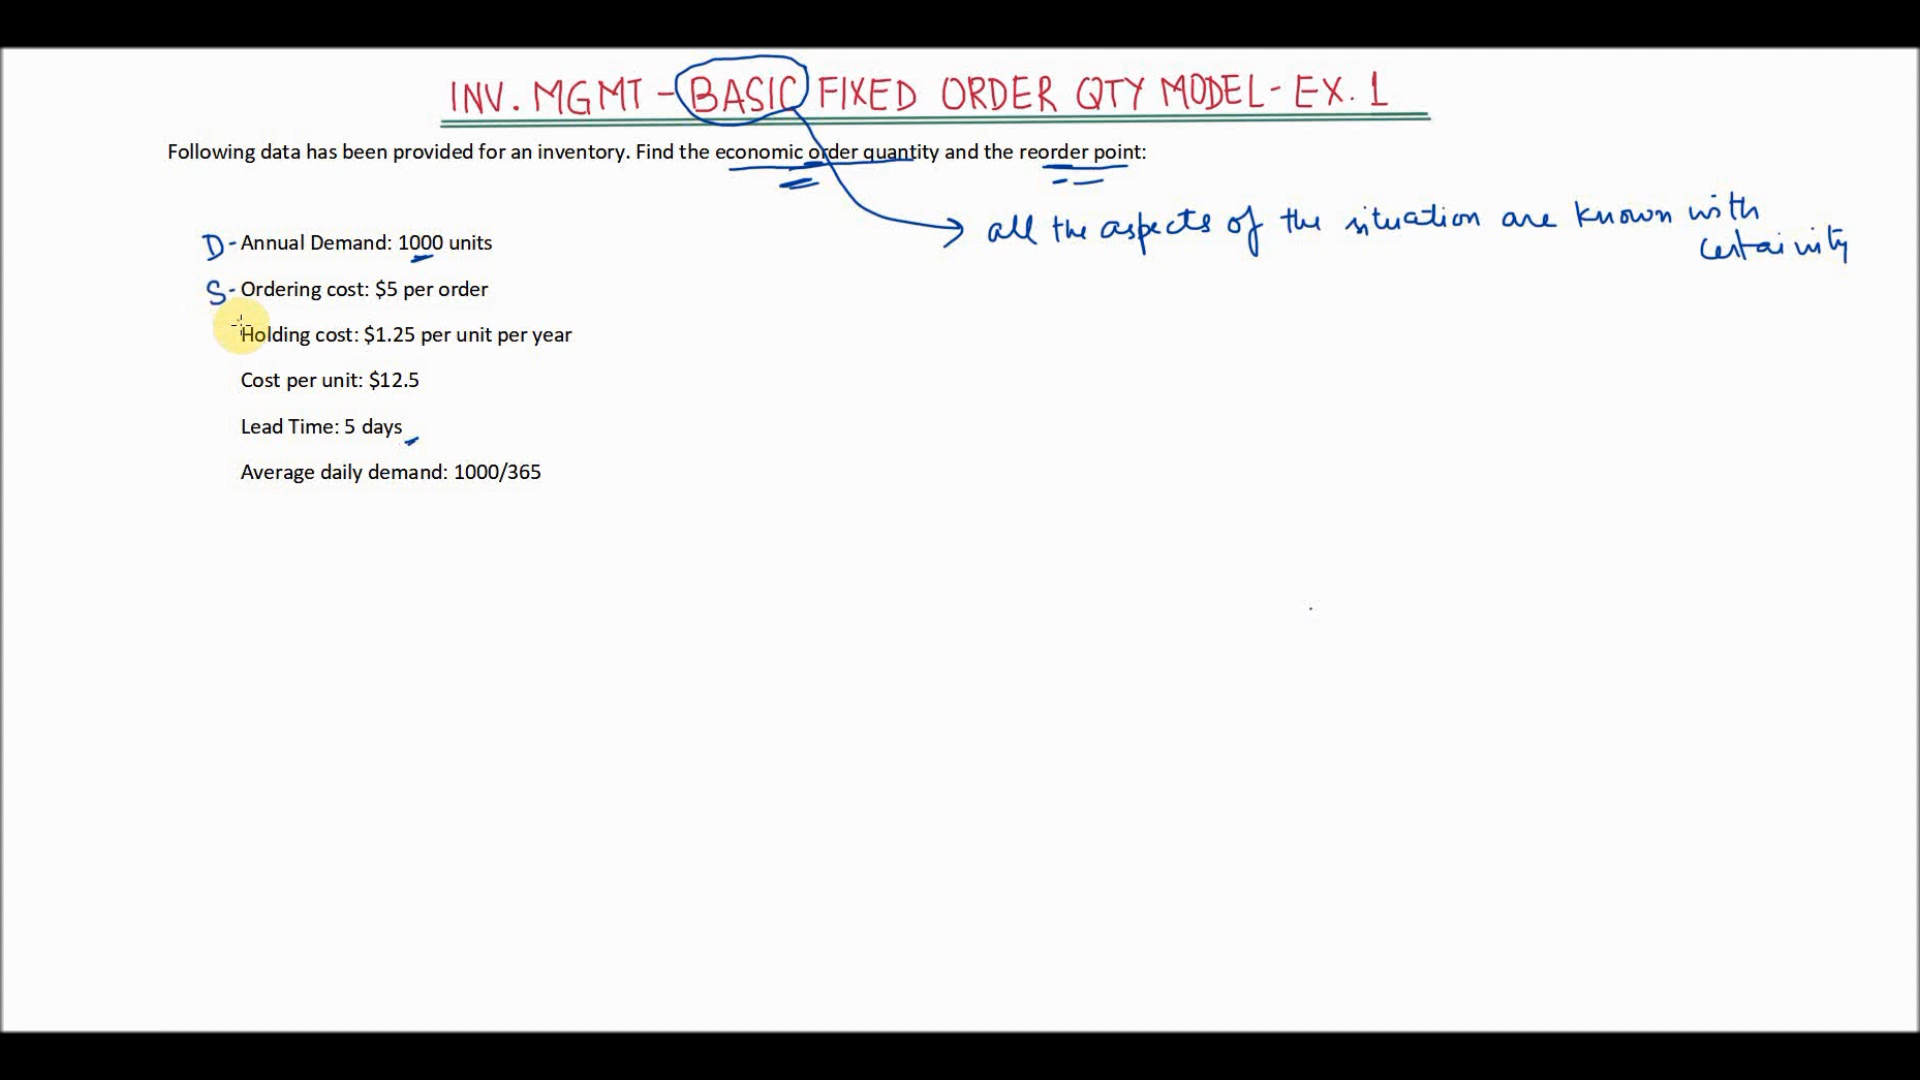 INV. MGMT - BASIC FIXED ORDER QTY MODEL - EX. 1
Following data has been provided for an inventory. Find the economic order quantity and the reorder point:
all the aspects of the situation are known with
certainity
D - Annual Demand: 1000 units
S - Ordering cost: $5 per order
Holding cost: $1.25 per unit per year
Cost per unit: $12.5
Lead Time: 5 days
Average daily demand: 1000/365